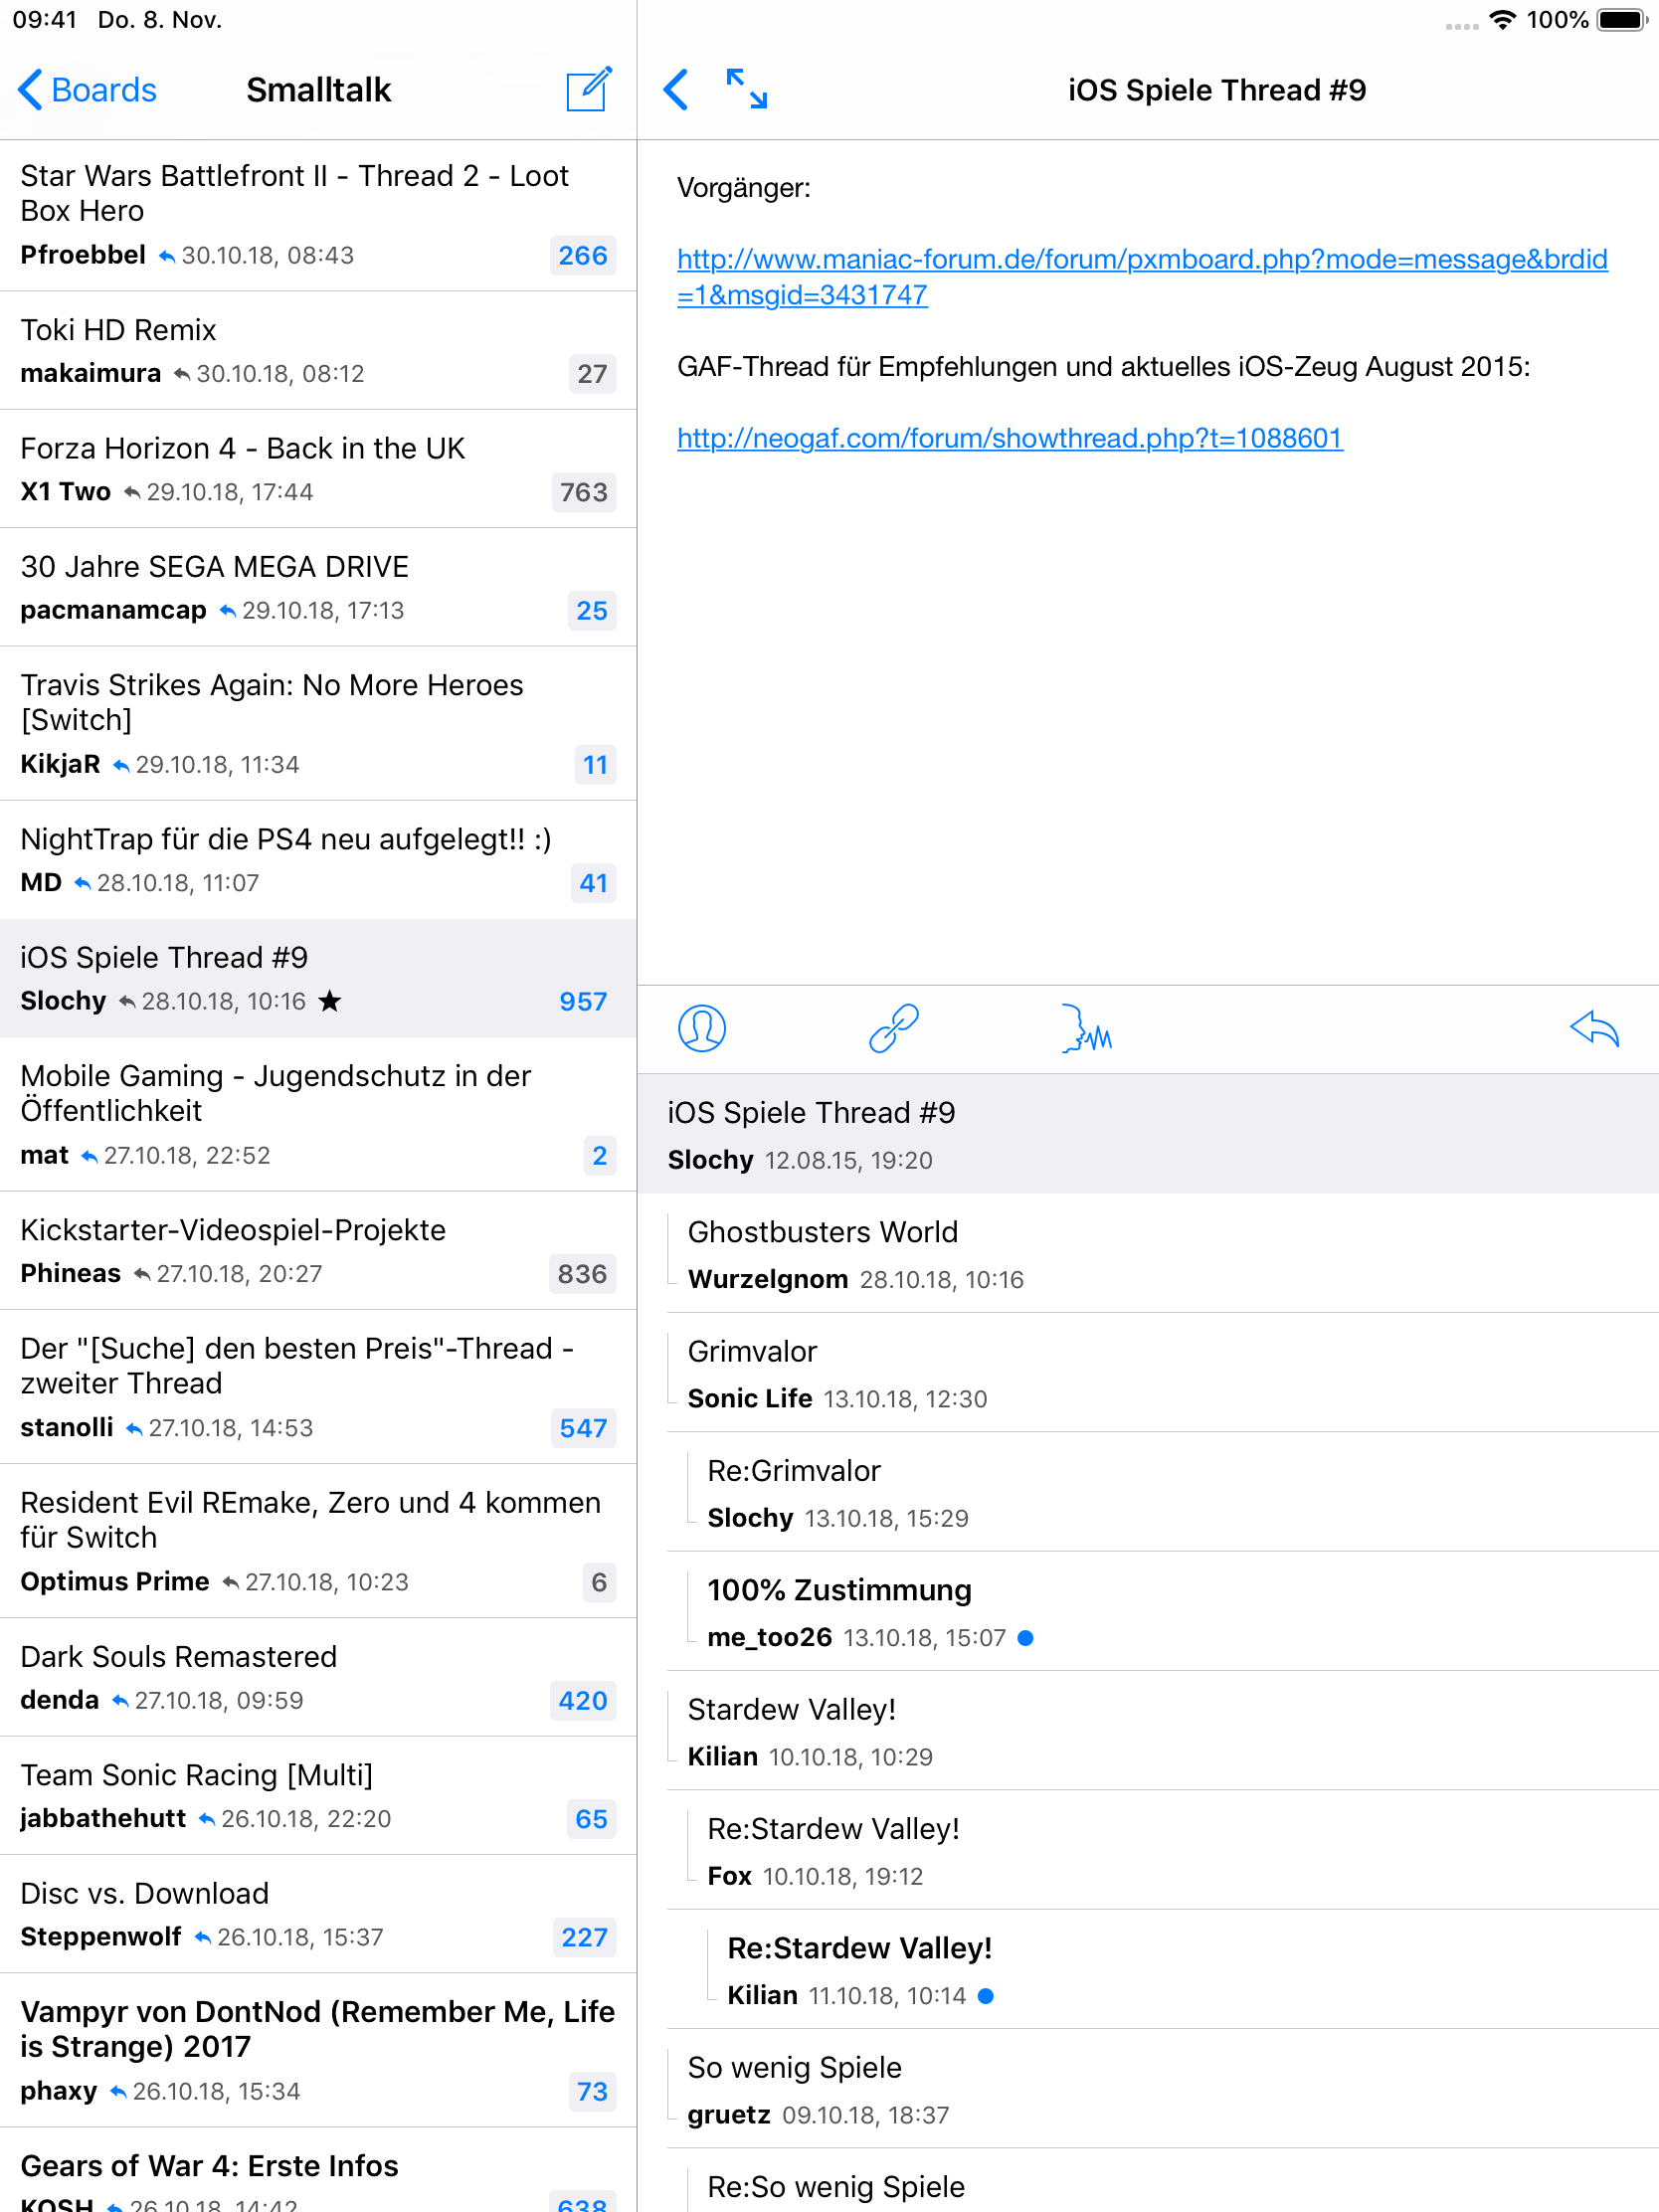 09:41 Do. 8. Nov.
100%
Boards
Smalltalk
Star Wars Battlefront II - Thread 2 - Loot
Box Hero
Pfroebbel 30.10.18, 08:43
266
Toki HD Remix
makaimura 30.10.18, 08:12
27
Forza Horizon 4 - Back in the UK
X1 Two 29.10.18, 17:44
763
30 Jahre SEGA MEGA DRIVE
pacmanamcap 29.10.18, 17:13
25
Travis Strikes Again: No More Heroes
[Switch]
KikjaR 29.10.18, 11:34
11
NightTrap für die PS4 neu aufgelegt!! :)
MD 28.10.18, 11:07
41
iOS Spiele Thread #9
Slochy 28.10.18, 10:16 ★
957
Mobile Gaming - Jugendschutz in der
Öffentlichkeit
mat 27.10.18, 22:52
2
Kickstarter-Videospiel-Projekte
Phineas 27.10.18, 20:27
836
Der "[Suche] den besten Preis"-Thread -
zweiter Thread
stanolli 27.10.18, 14:53
547
Resident Evil REmake, Zero und 4 kommen
für Switch
Optimus Prime 27.10.18, 10:23
6
Dark Souls Remastered
denda 27.10.18, 09:59
420
Team Sonic Racing [Multi]
jabbathehutt 26.10.18, 22:20
65
Disc vs. Download
Steppenwolf 26.10.18, 15:37
227
Vampyr von DontNod (Remember Me, Life
is Strange) 2017
phaxy 26.10.18, 15:34
73
Gears of War 4: Erste Infos
KOSH 26.10.18, 14:42
638
iOS Spiele Thread #9
Vorgänger:
http://www.maniac-forum.de/forum/pxmboard.php?mode=message&brdid
=1&msgid=3431747
GAF-Thread für Empfehlungen und aktuelles iOS-Zeug August 2015:
http://neogaf.com/forum/showthread.php?t=1088601
iOS Spiele Thread #9
Slochy 12.08.15, 19:20
Ghostbusters World
Wurzelgnom 28.10.18, 10:16
Grimvalor
Sonic Life 13.10.18, 12:30
Re:Grimvalor
Slochy 13.10.18, 15:29
100% Zustimmung
me_too26 13.10.18, 15:07
Stardew Valley!
Kilian 10.10.18, 10:29
Re:Stardew Valley!
Fox 10.10.18, 19:12
Re:Stardew Valley!
Kilian 11.10.18, 10:14
So wenig Spiele
gruetz 09.10.18, 18:37
Re:So wenig Spiele